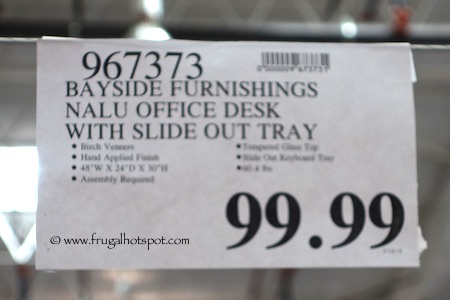 967373
BAYSIDE FURNISHINGS
NALU OFFICE DESK
WITH SLIDE OUT TRAY
• Birch Veneers
• Hand Applied Finish
• 48"W X 24"D X 30"H
• Assembly Required
• Tempered Glass Top
• Slide Out Keyboard Tray
• 60.4 lbs
99.99
© www.frugalhotspot.com